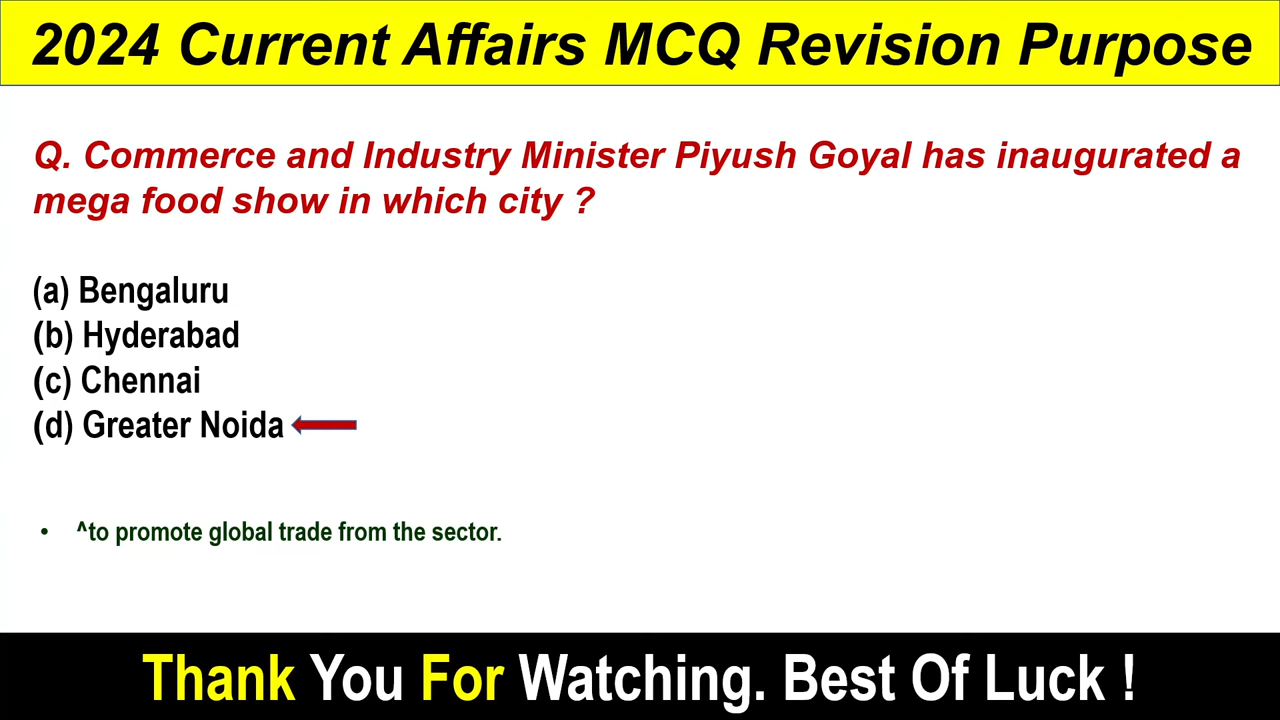 2024 Current Affairs MCQ Revision Purpose
Q. Commerce and Industry Minister Piyush Goyal has inaugurated a
mega food show in which city ?
(a) Bengaluru
(b) Hyderabad
(c) Chennai
(d) Greater Noida
• ^to promote global trade from the sector.
Thank You For Watching. Best Of Luck !